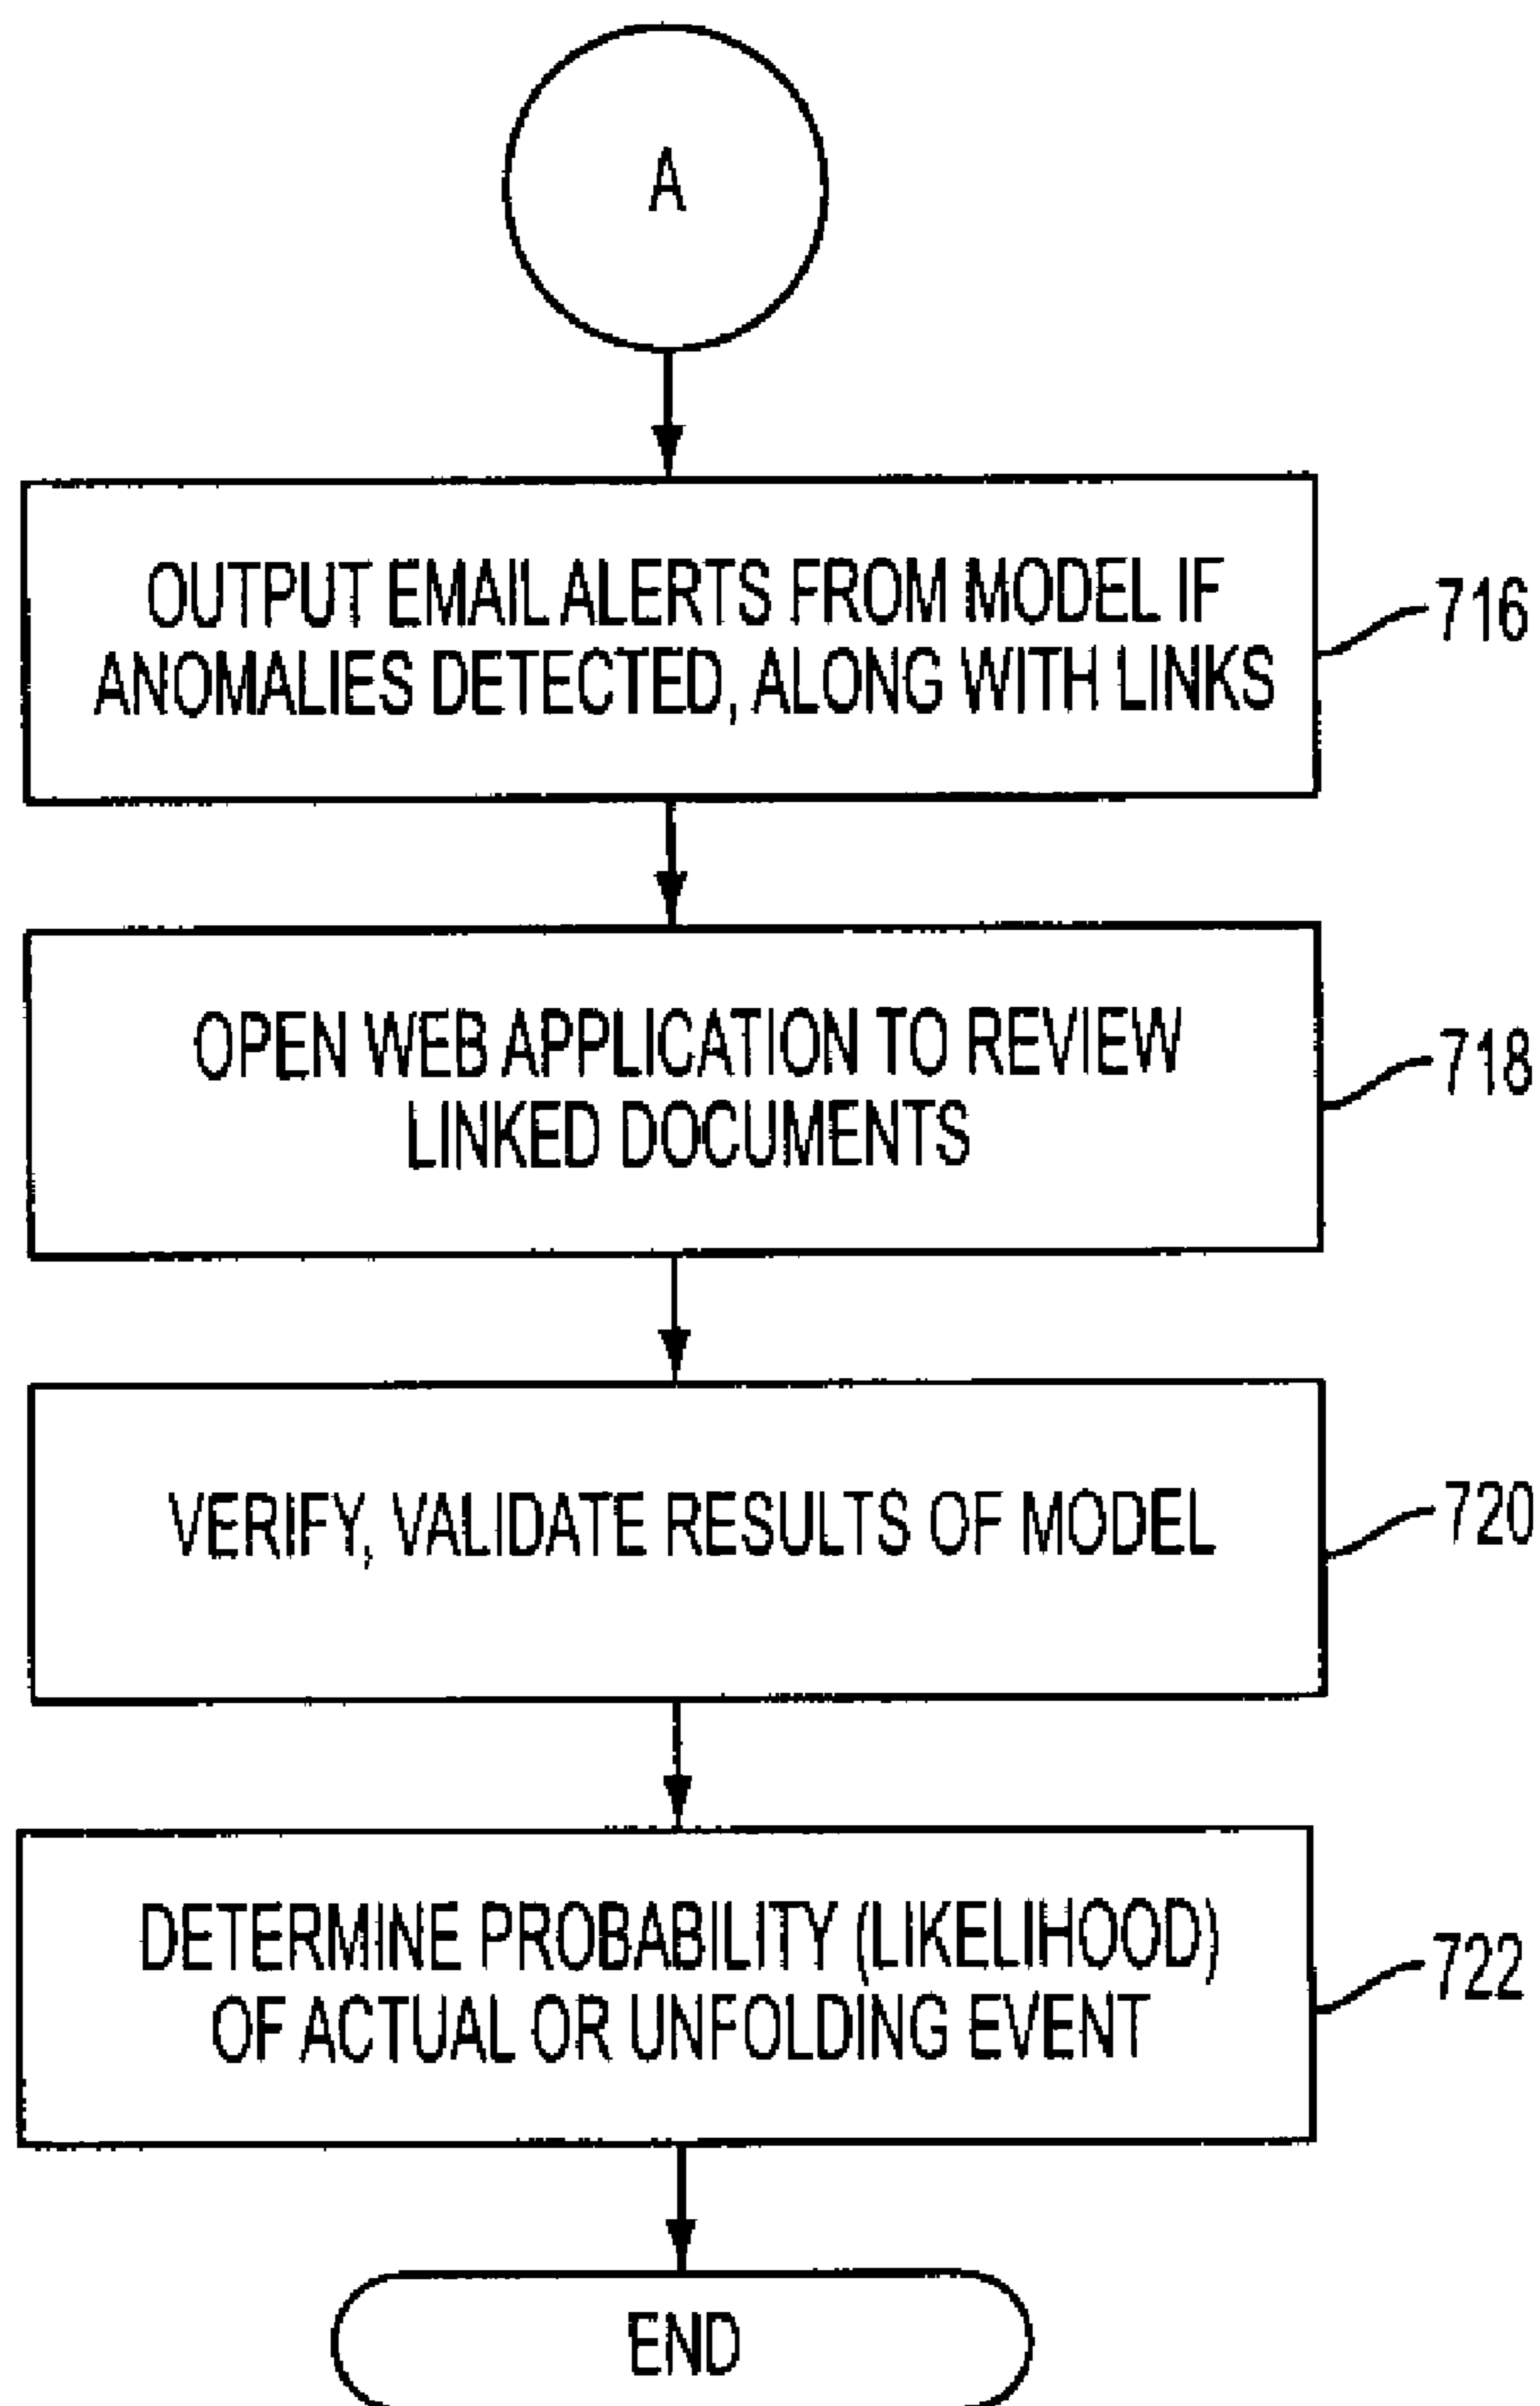 A
OUTPUT EMAIL ALERTS FROM MODEL IF
ANOMALIES DETECTED, ALONG WITH LINKS
716
OPEN WEB APPLICATION TO REVIEW
LINKED DOCUMENTS
718
VERIFY, VALIDATE RESULTS OF MODEL
720
DETERMINE PROBABILITY (LIKELIHOOD)
OF ACTUAL OR UNFOLDING EVENT
722
END